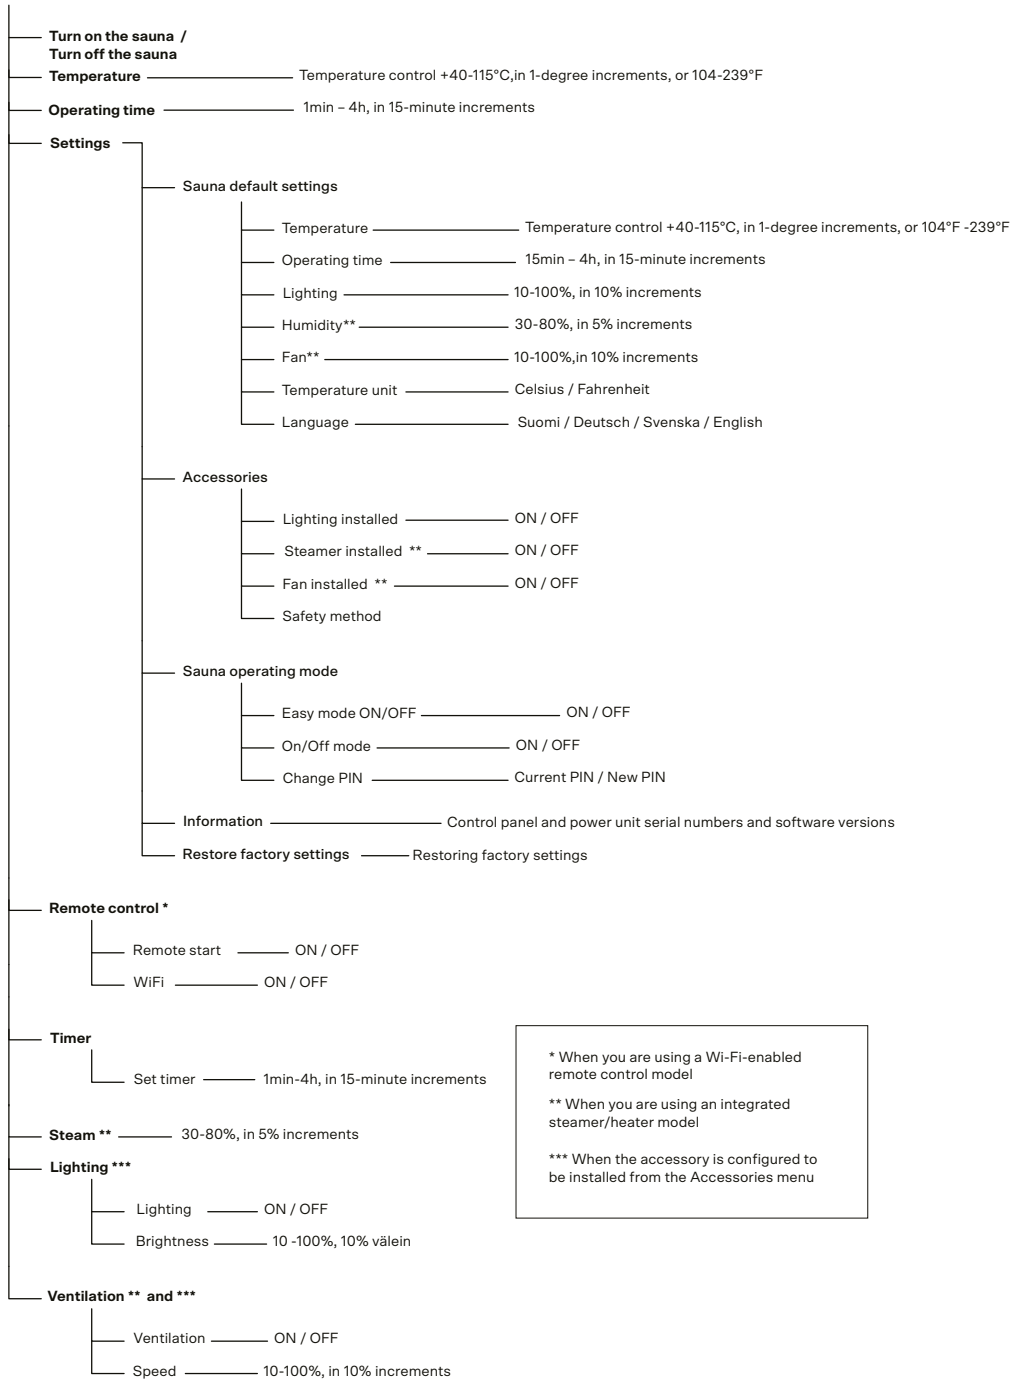 Turn on the sauna /
Turn off the sauna
Temperature Temperature control +40-115°C,in 1-degree increments, or 104-239°F
Operating time 1min – 4h, in 15-minute increments
Settings
Sauna default settings
Temperature Temperature control +40-115°C, in 1-degree increments, or 104°F -239°F
Operating time 15min – 4h, in 15-minute increments
Lighting 10-100%, in 10% increments
Humidity** 30-80%, in 5% increments
Fan** 10-100%,in 10% increments
Temperature unit Celsius / Fahrenheit
Language Suomi / Deutsch / Svenska / English
Accessories
Lighting installed ON / OFF
Steamer installed ** ON / OFF
Fan installed ** ON / OFF
Safety method
Sauna operating mode
Easy mode ON/OFF ON / OFF
On/Off mode ON / OFF
Change PIN Current PIN / New PIN
Information Control panel and power unit serial numbers and software versions
Restore factory settings Restoring factory settings
Remote control *
Remote start ON / OFF
WiFi ON / OFF
Timer
Set timer 1min-4h, in 15-minute increments
Steam ** 30-80%, in 5% increments
Lighting ***
Lighting ON / OFF
Brightness 10 -100%, 10% välein
Ventilation ** and ***
Ventilation ON / OFF
Speed 10-100%, in 10% increments
* When you are using a Wi-Fi-enabled
remote control model
** When you are using an integrated
steamer/heater model
*** When the accessory is configured to
be installed from the Accessories menu